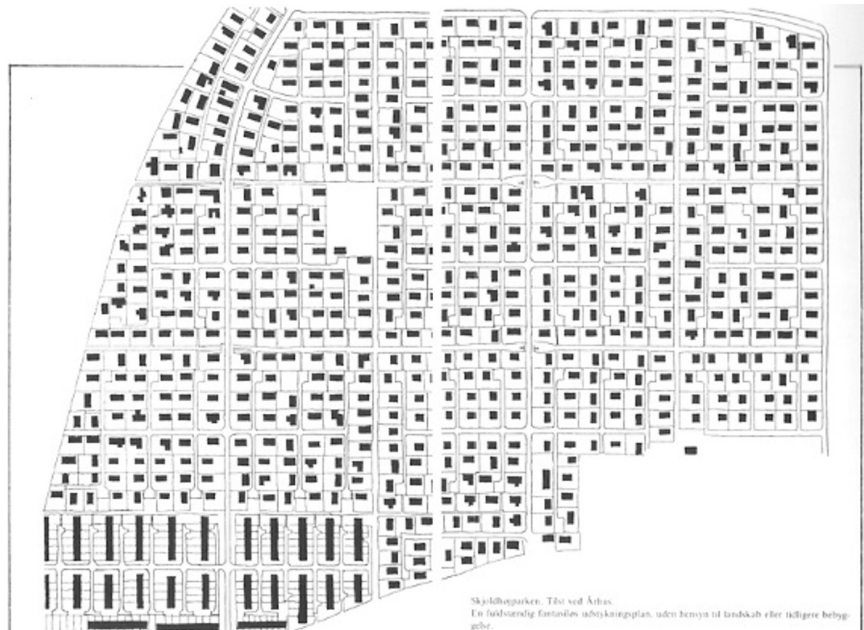 Skjoldhøjparken. Tilst ved Århus.
En fuldstændig fantasiløs udstykningsplan, uden hensyn til landskab eller tidligere bebyg-
gelse.